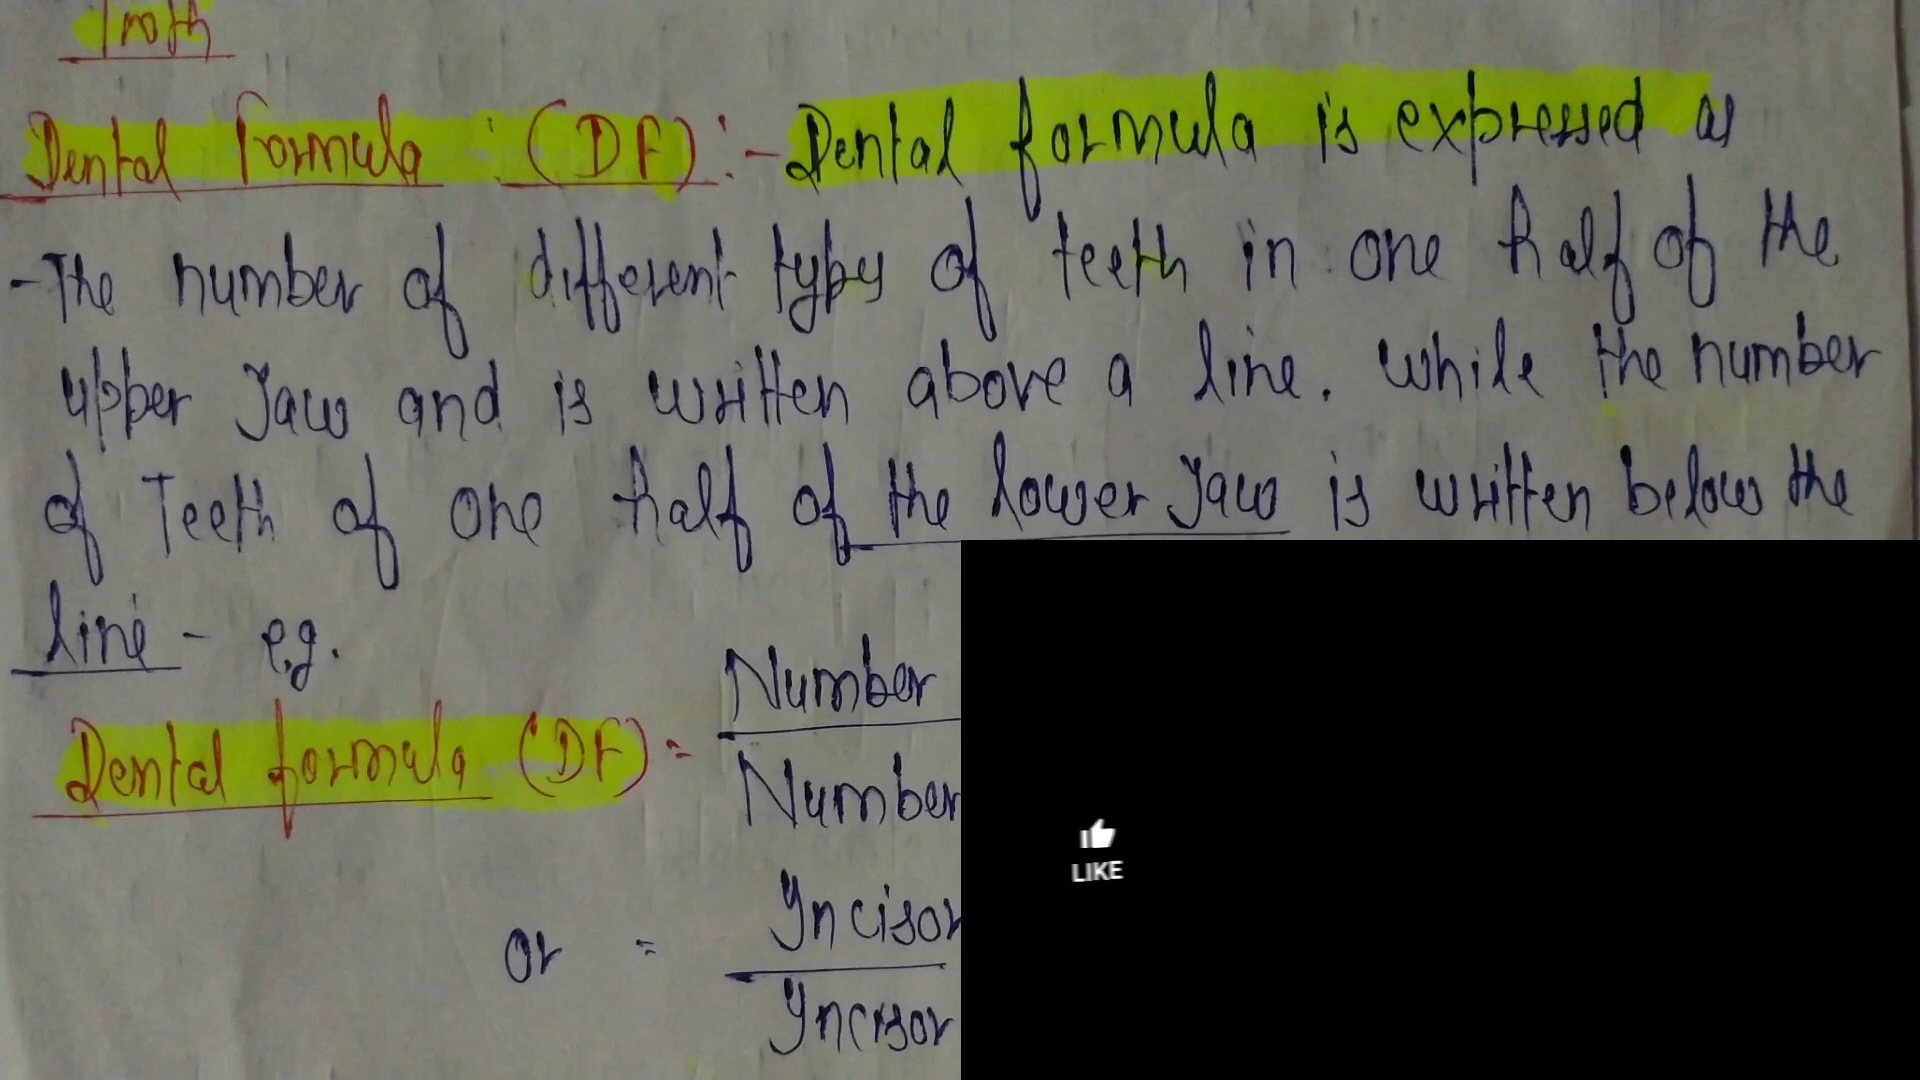 Tooth
Dental formula : (DF) :- Dental formula is expressed as
- The number of different types of teeth in one half of the
upper Jaw and is written above a line. while the number
of Teeth of one half of the lower Jaw is written below the
line - e.g.
Number
Dental formula (DF) =
Number
LIKE
Incisor
or =
Incisor